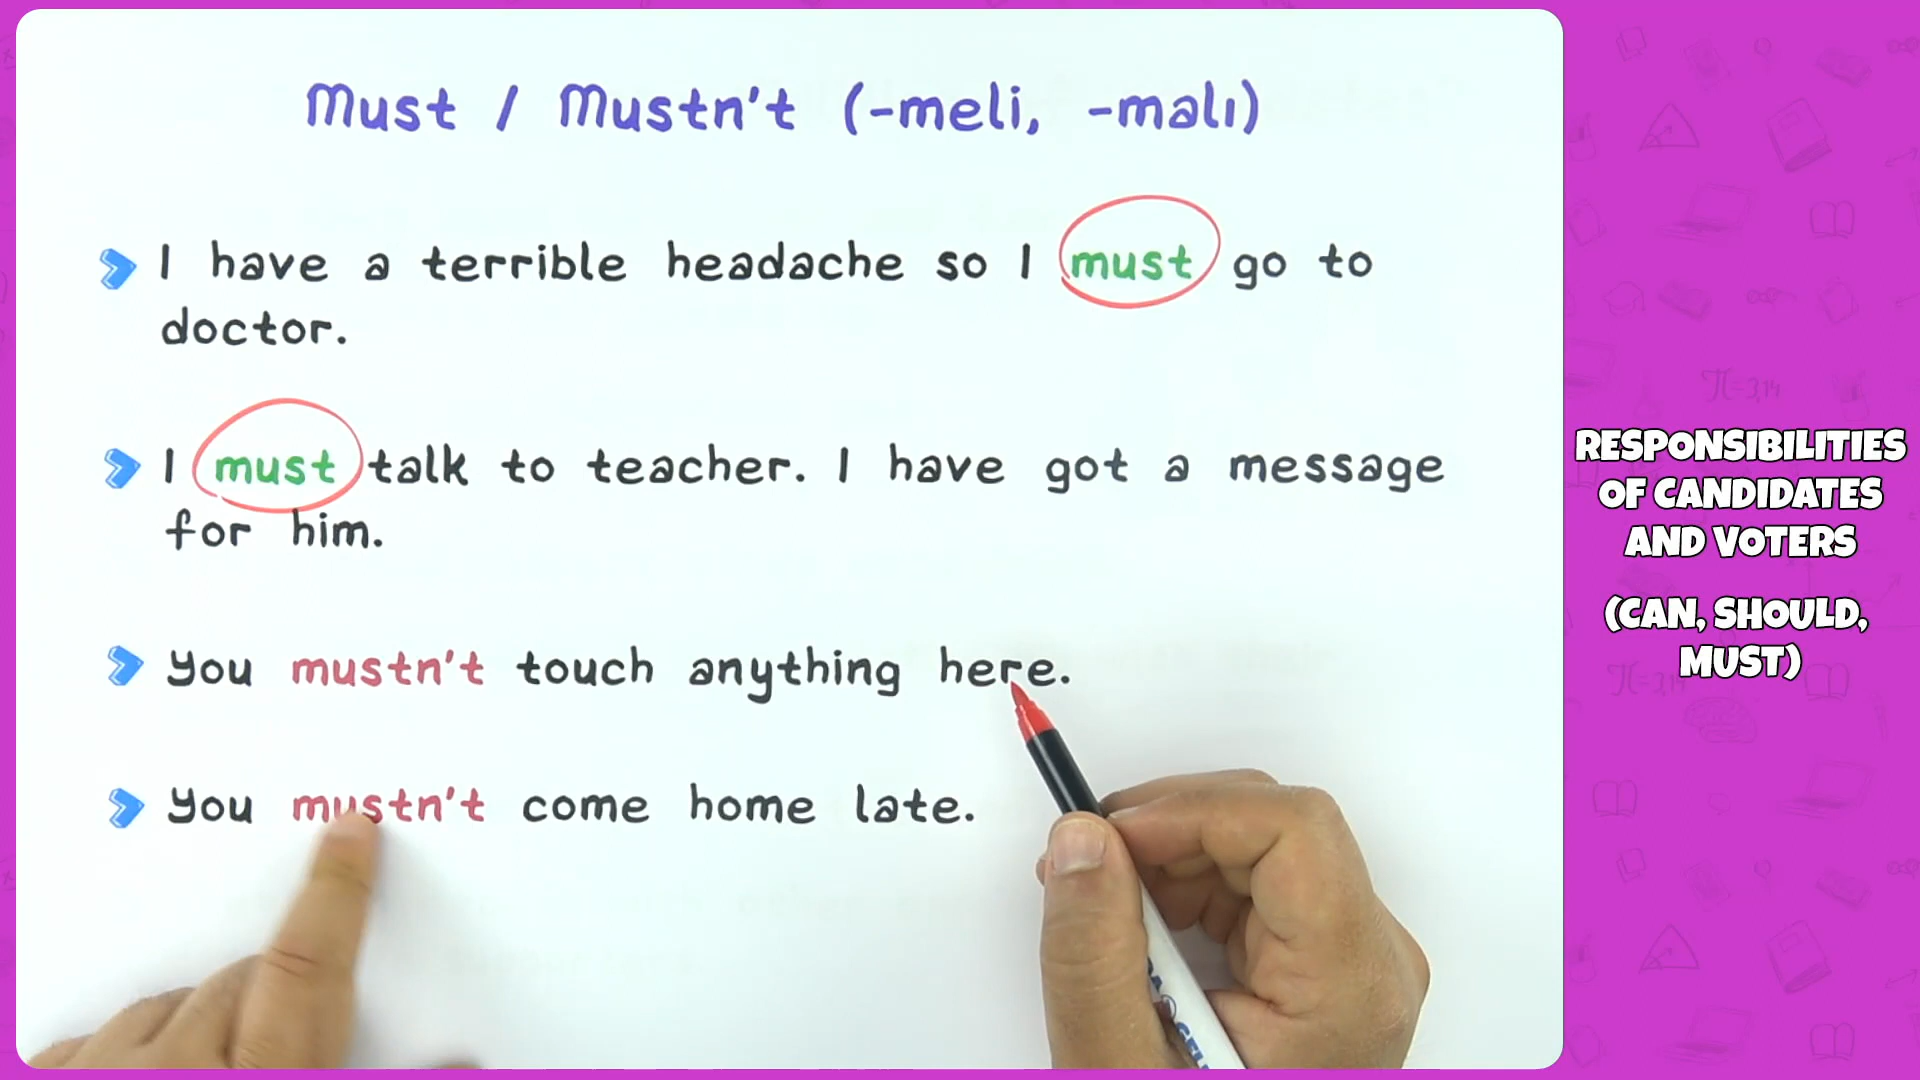 Must / Mustn't (-meli, -malı)
I have a terrible headache so I must go to
doctor.
I must talk to teacher. I have got a message
for him.
You mustn't touch anything here.
You mustn't come home late.
RESPONSIBILITIES
OF CANDIDATES
AND VOTERS
(CAN, SHOULD,
MUST)